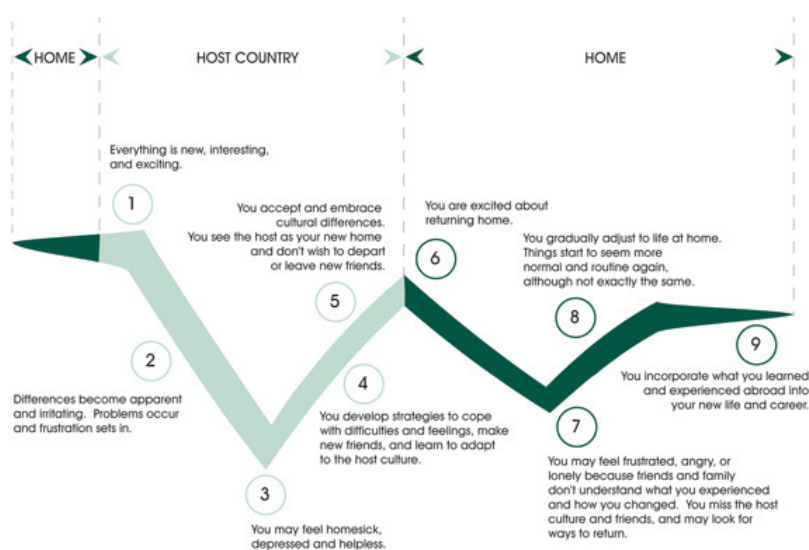 HOME
HOST COUNTRY
HOME
Everything is new, interesting,
and exciting.
1
2
Differences become apparent
and irritating. Problems occur
and frustration sets in.
3
You may feel homesick,
depressed and helpless.
You accept and embrace
cultural differences.
You see the host as your new home
and don't wish to depart
or leave new friends.
5
4
You develop strategies to cope
with difficulties and feelings, make
new friends, and learn to adapt
to the host culture.
You are excited about
returning home.
6
You gradually adjust to life at home.
Things start to seem more
normal and routine again,
although not exactly the same.
8
9
You incorporate what you learned
and experienced abroad into
your new life and career.
7
You may feel frustrated, angry, or
lonely because friends and family
don't understand what you experienced
and how you changed. You miss the host
culture and friends, and may look for
ways to return.